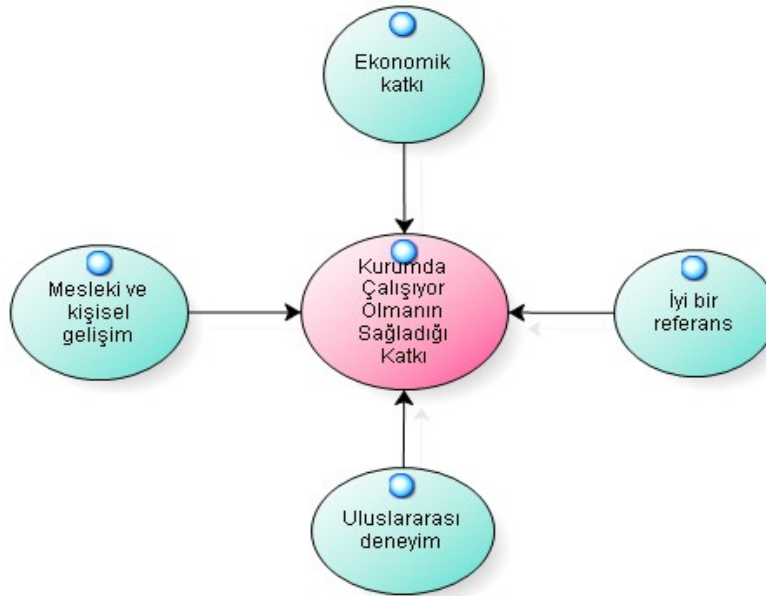 Ekonomik
katkı
Kurumda
Çalışıyor
Olmanın
Sağladığı
Katkı
Mesleki ve
kişisel
gelişim
İyi bir
referans
Uluslararası
deneyim